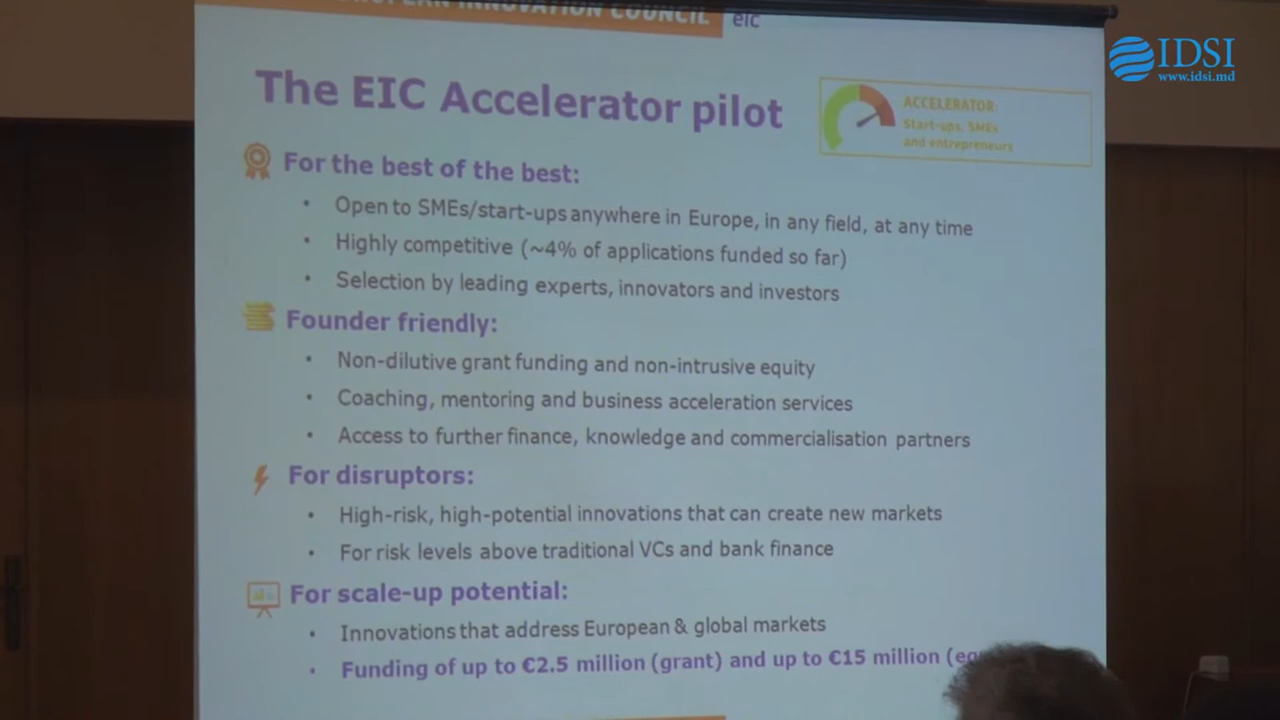 INNOVATION COUNCIL
eic
IDSI
www.idsi.md
The EIC Accelerator pilot
ACCELERATOR:
Start-ups, SMEs
and entrepreneurs
For the best of the best:
• Open to SMEs/start-ups anywhere in Europe, in any field, at any time
• Highly competitive (~4% of applications funded so far)
• Selection by leading experts, innovators and investors
Founder friendly:
• Non-dilutive grant funding and non-intrusive equity
• Coaching, mentoring and business acceleration services
• Access to further finance, knowledge and commercialisation partners
For disruptors:
• High-risk, high-potential innovations that can create new markets
• For risk levels above traditional VCs and bank finance
For scale-up potential:
• Innovations that address European & global markets
• Funding of up to €2.5 million (grant) and up to €15 million